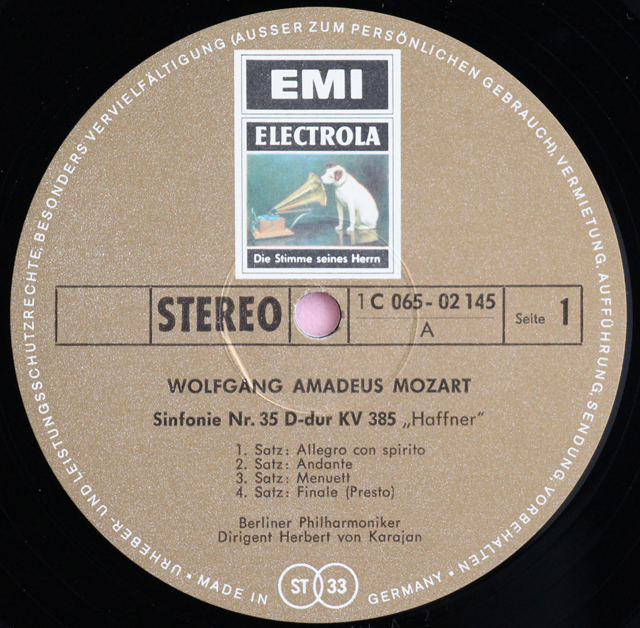 URHEBER- UND LEISTUNGSSCHUTZRECHTE, BESONDERS VERVIELFÄLTIGUNG (AUSSER ZUM PERSÖNLICHEN GEBRAUCH), VERMIETUNG, AUFFÜHRUNG, SENDUNG, VORBEHALTEN
EMI
ELECTROLA
Die Stimme seines Herrn
STEREO
1 C 065-02 145
A
Seite 1
WOLFGANG AMADEUS MOZART
Sinfonie Nr. 35 D-dur KV 385 „Haffner"
1. Satz: Allegro con spirito
2. Satz: Andante
3. Satz: Menuett
4. Satz: Finale (Presto)
Berliner Philharmoniker
Dirigent Herbert von Karajan
• MADE IN ST 33 GERMANY •